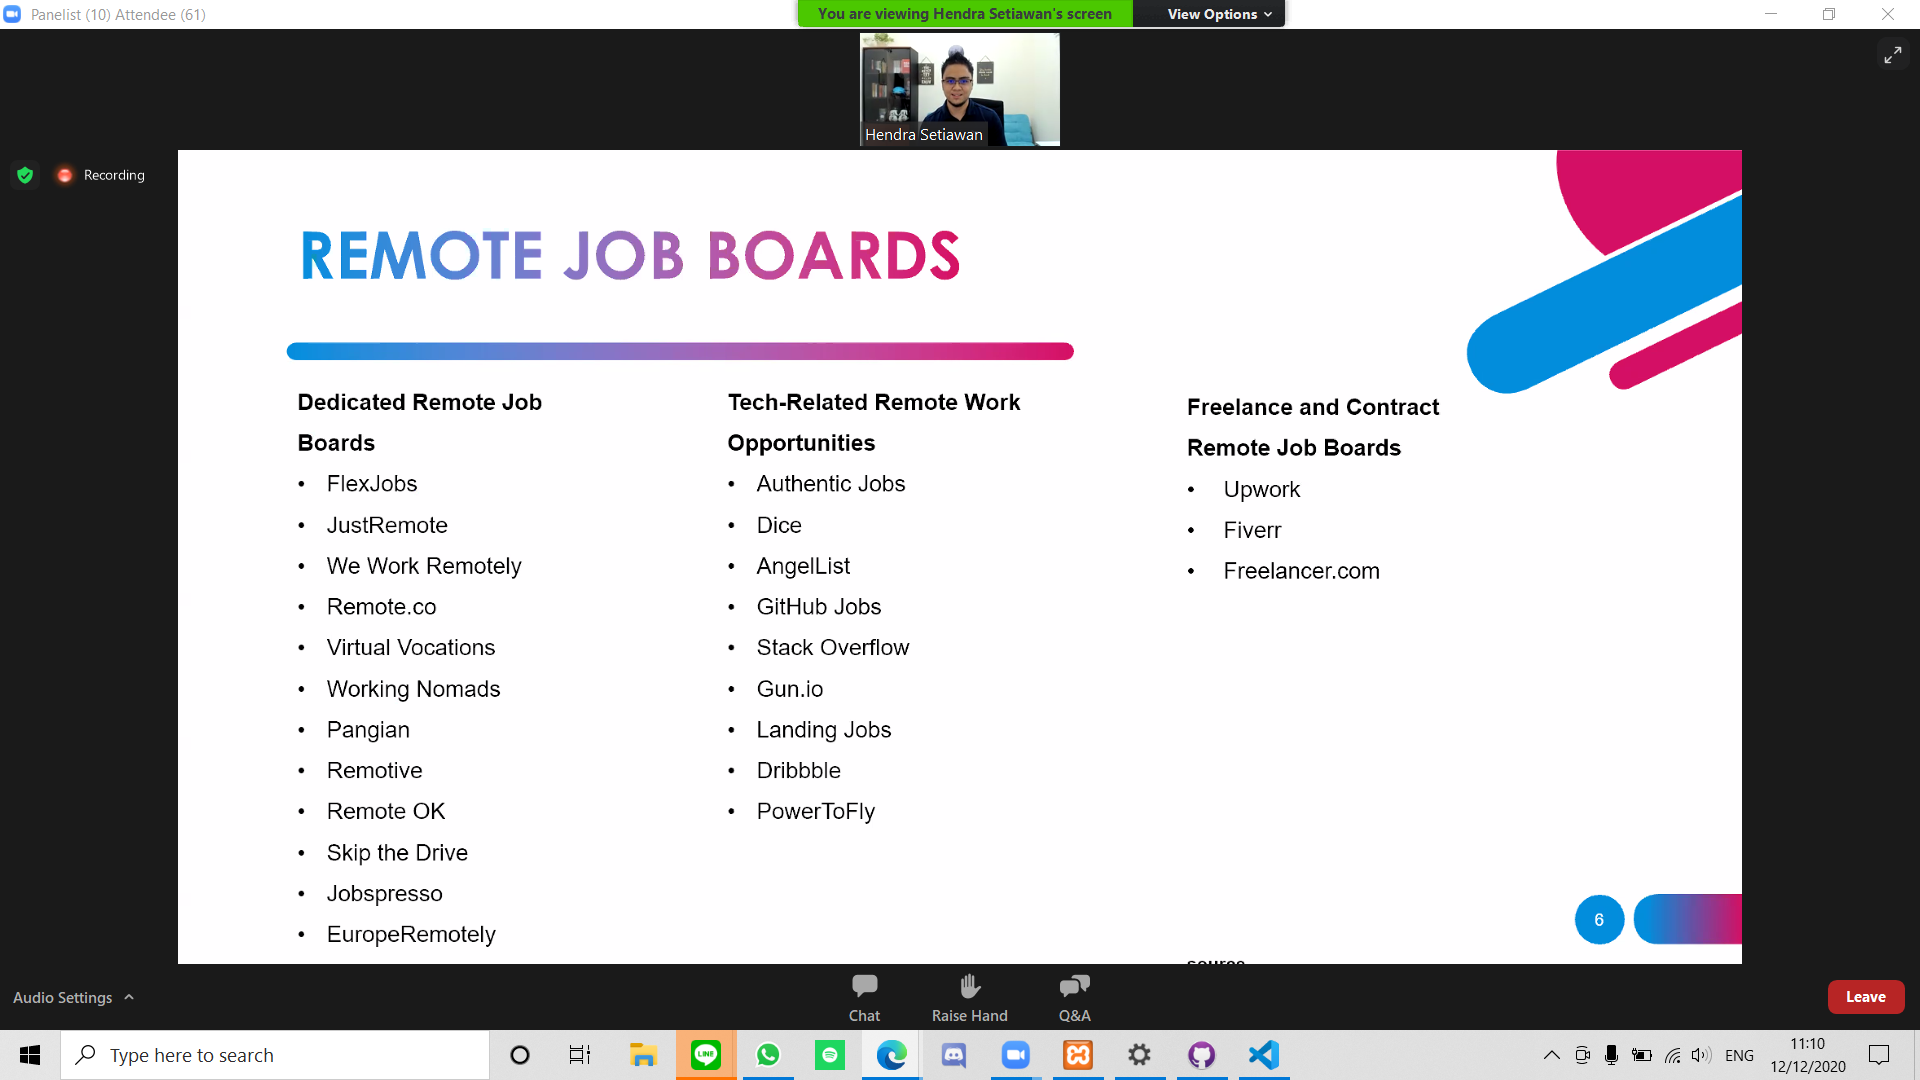 Panelist (10) Attendee (61)
You are viewing Hendra Setiawan's screen
View Options
Hendra Setiawan
Recording
REMOTE JOB BOARDS
Dedicated Remote Job
Boards
• FlexJobs
• JustRemote
• We Work Remotely
• Remote.co
• Virtual Vocations
• Working Nomads
• Pangian
• Remotive
• Remote OK
• Skip the Drive
• Jobspresso
• EuropeRemotely
Tech-Related Remote Work
Opportunities
• Authentic Jobs
• Dice
• AngelList
• GitHub Jobs
• Stack Overflow
• Gun.io
• Landing Jobs
• Dribbble
• PowerToFly
Freelance and Contract
Remote Job Boards
• Upwork
• Fiverr
• Freelancer.com
6
source
Audio Settings
Chat
Raise Hand
Q&A
Leave
Type here to search
LINE
ENG
11:10
12/12/2020